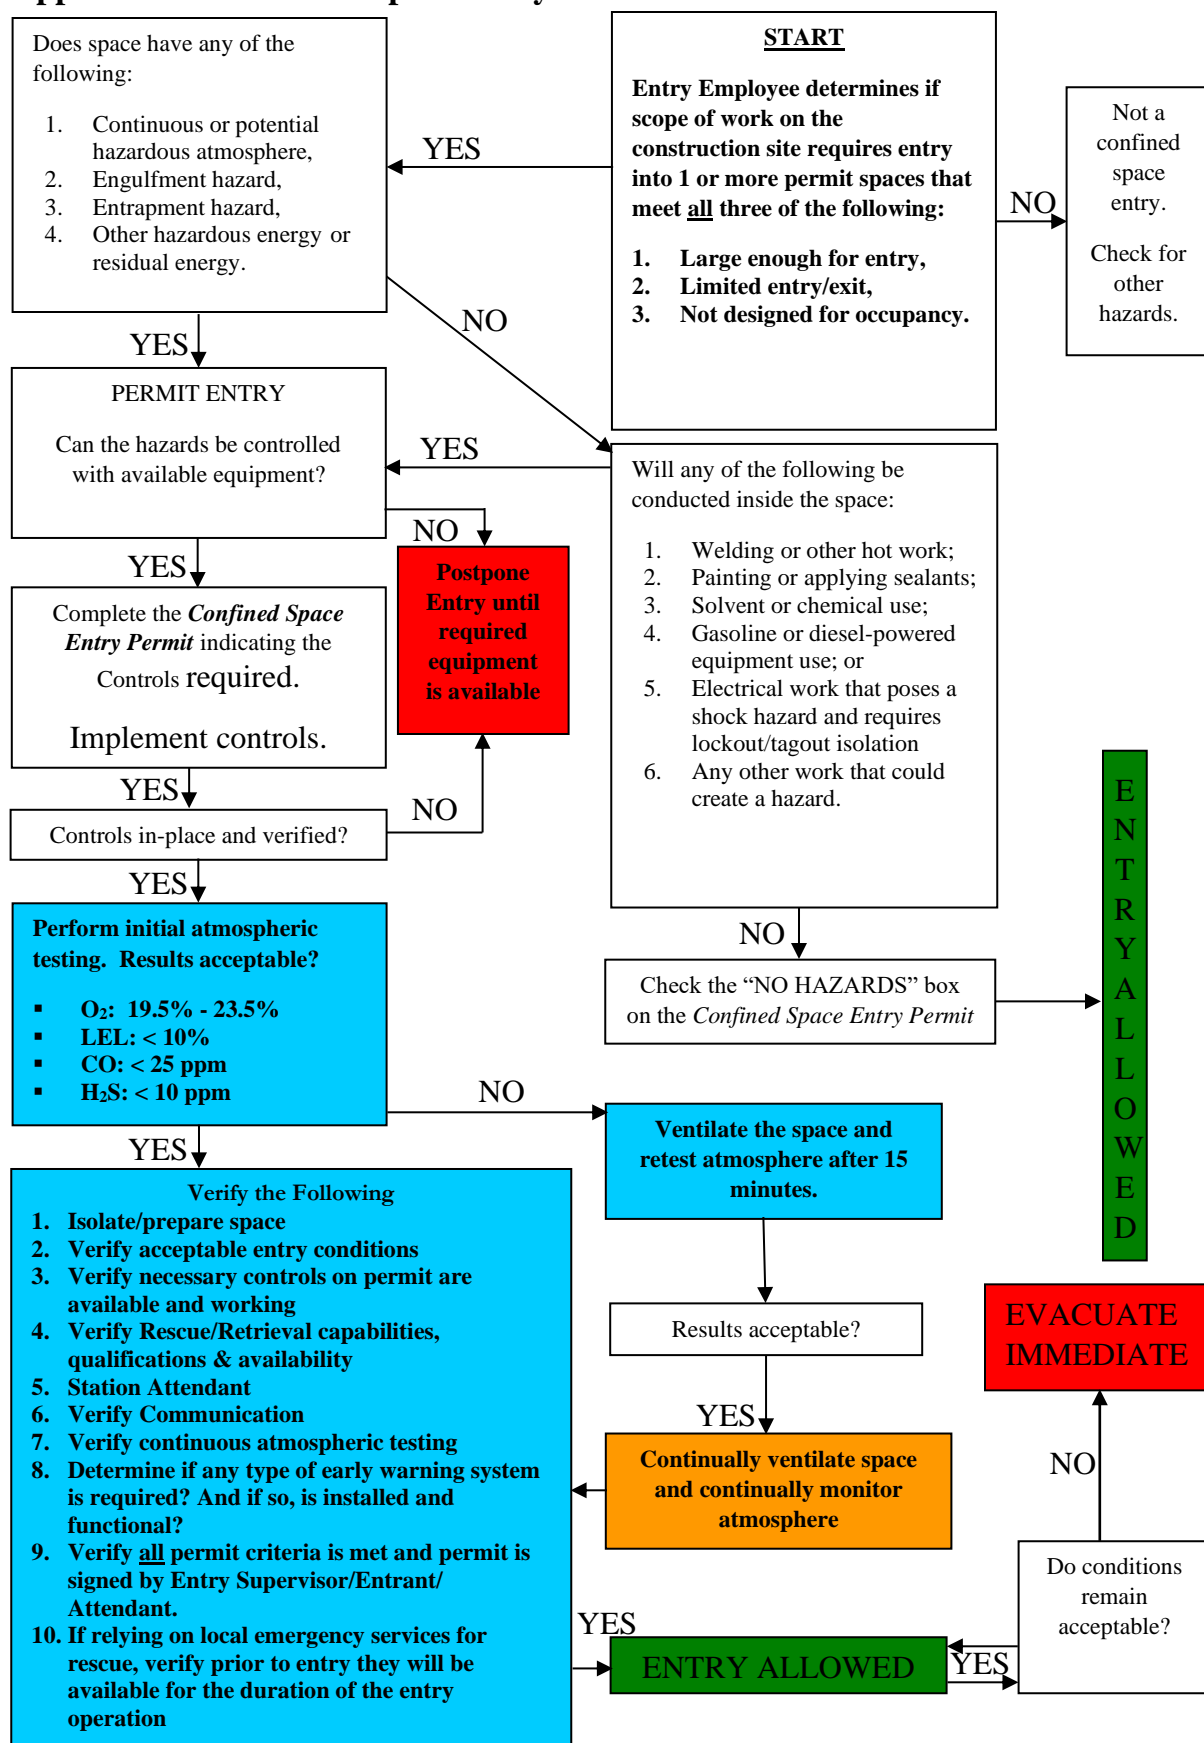 START
Entry Employee determines if
scope of work on the
construction site requires entry
into 1 or more permit spaces that
meet all three of the following:
1. Large enough for entry,
2. Limited entry/exit,
3. Not designed for occupancy.
NO
Not a
confined
space
entry.
Check for
other
hazards.
YES
Does space have any of the
following:
1. Continuous or potential
hazardous atmosphere,
2. Engulfment hazard,
3. Entrapment hazard,
4. Other hazardous energy or
residual energy.
NO
YES
PERMIT ENTRY
Can the hazards be controlled
with available equipment?
YES
Will any of the following be
conducted inside the space:
1. Welding or other hot work;
2. Painting or applying sealants;
3. Solvent or chemical use;
4. Gasoline or diesel-powered
equipment use; or
5. Electrical work that poses a
shock hazard and requires
lockout/tagout isolation
6. Any other work that could
create a hazard.
NO
Check the “NO HAZARDS” box
on the Confined Space Entry Permit
ENTRY ALLOWED
NO
Postpone
Entry until
required
equipment
is available
YES
Complete the Confined Space
Entry Permit indicating the
Controls required.
Implement controls.
YES
Controls in-place and verified?
NO
YES
Perform initial atmospheric
testing. Results acceptable?
▪ O2: 19.5% - 23.5%
▪ LEL: < 10%
▪ CO: < 25 ppm
▪ H2S: < 10 ppm
NO
Ventilate the space and
retest atmosphere after 15
minutes.
Results acceptable?
YES
Continually ventilate space
and continually monitor
atmosphere
YES
Verify the Following
1. Isolate/prepare space
2. Verify acceptable entry conditions
3. Verify necessary controls on permit are
available and working
4. Verify Rescue/Retrieval capabilities,
qualifications & availability
5. Station Attendant
6. Verify Communication
7. Verify continuous atmospheric testing
8. Determine if any type of early warning system
is required? And if so, is installed and
functional?
9. Verify all permit criteria is met and permit is
signed by Entry Supervisor/Entrant/
Attendant.
10. If relying on local emergency services for
rescue, verify prior to entry they will be
available for the duration of the entry
operation
YES
ENTRY ALLOWED
YES
Do conditions
remain
acceptable?
NO
EVACUATE
IMMEDIATE